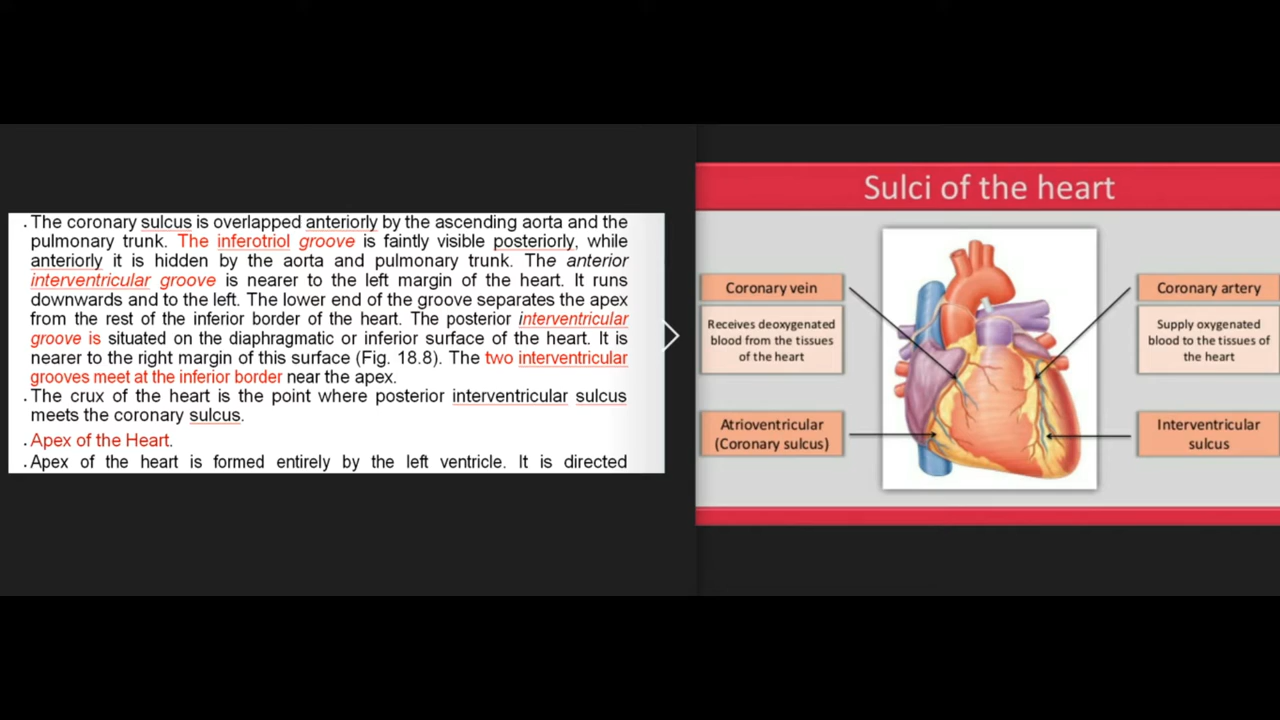 . The coronary sulcus is overlapped anteriorly by the ascending aorta and the
pulmonary trunk. The inferotriol groove is faintly visible posteriorly, while
anteriorly it is hidden by the aorta and pulmonary trunk. The anterior
interventricular groove is nearer to the left margin of the heart. It runs
downwards and to the left. The lower end of the groove separates the apex
from the rest of the inferior border of the heart. The posterior interventricular
groove is situated on the diaphragmatic or inferior surface of the heart. It is
nearer to the right margin of this surface (Fig. 18.8). The two interventricular
grooves meet at the inferior border near the apex.
. The crux of the heart is the point where posterior interventricular sulcus
meets the coronary sulcus.
. Apex of the Heart.
. Apex of the heart is formed entirely by the left ventricle. It is directed
Sulci of the heart
Coronary vein
Receives deoxygenated
blood from the tissues
of the heart
Atrioventricular
(Coronary sulcus)
Coronary artery
Supply oxygenated
blood to the tissues of
the heart
Interventricular
sulcus